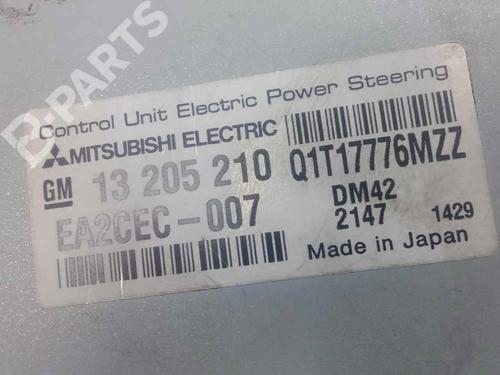 Control Unit Electric Power Steering
MITSUBISHI ELECTRIC
GM 13 205 210 Q1T17776MZZ
EA2CEC-007 DM42
2147 1429
Made in Japan
B-PARTS